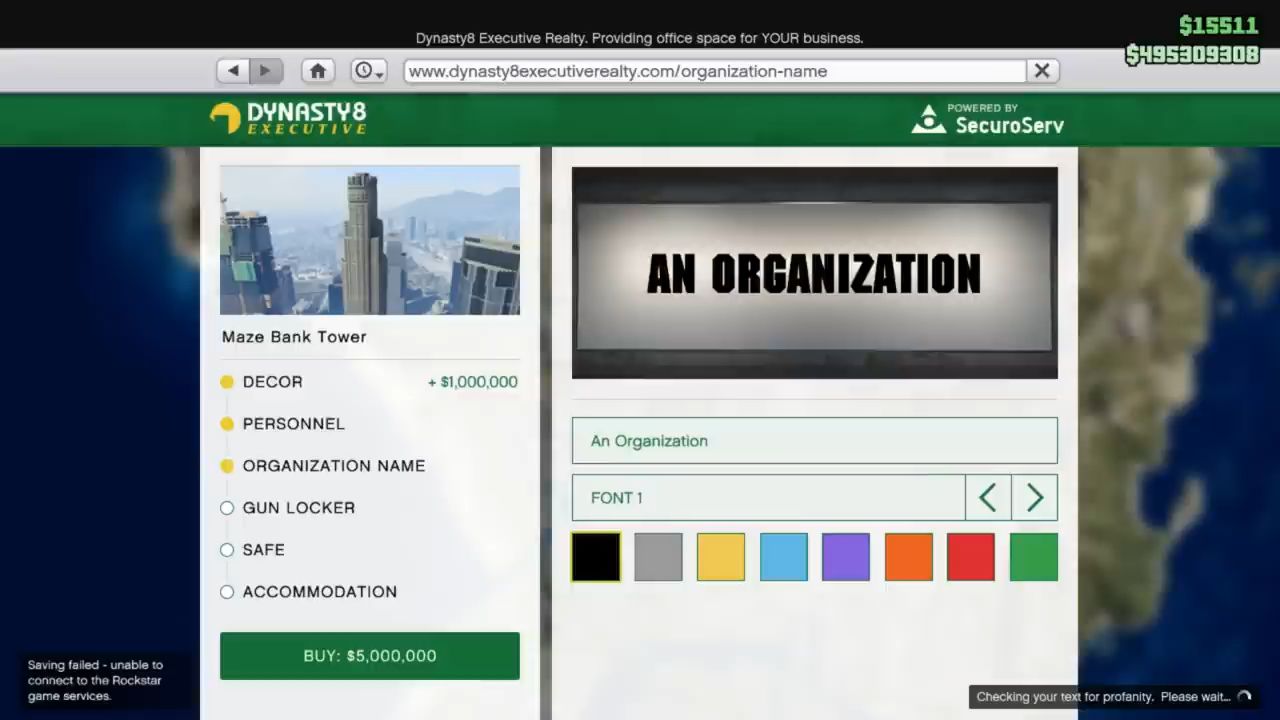 $15511
Dynasty8 Executive Realty. Providing office space for YOUR business.
$495309308
www.dynasty8executiverealty.com/organization-name
DYNASTY8
EXECUTIVE
POWERED BY
SecuroServ
AN ORGANIZATION
Maze Bank Tower
DECOR + $1,000,000
PERSONNEL
ORGANIZATION NAME
GUN LOCKER
SAFE
ACCOMMODATION
BUY: $5,000,000
An Organization
FONT 1
Saving failed - unable to
connect to the Rockstar
game services.
Checking your text for profanity. Please wait...